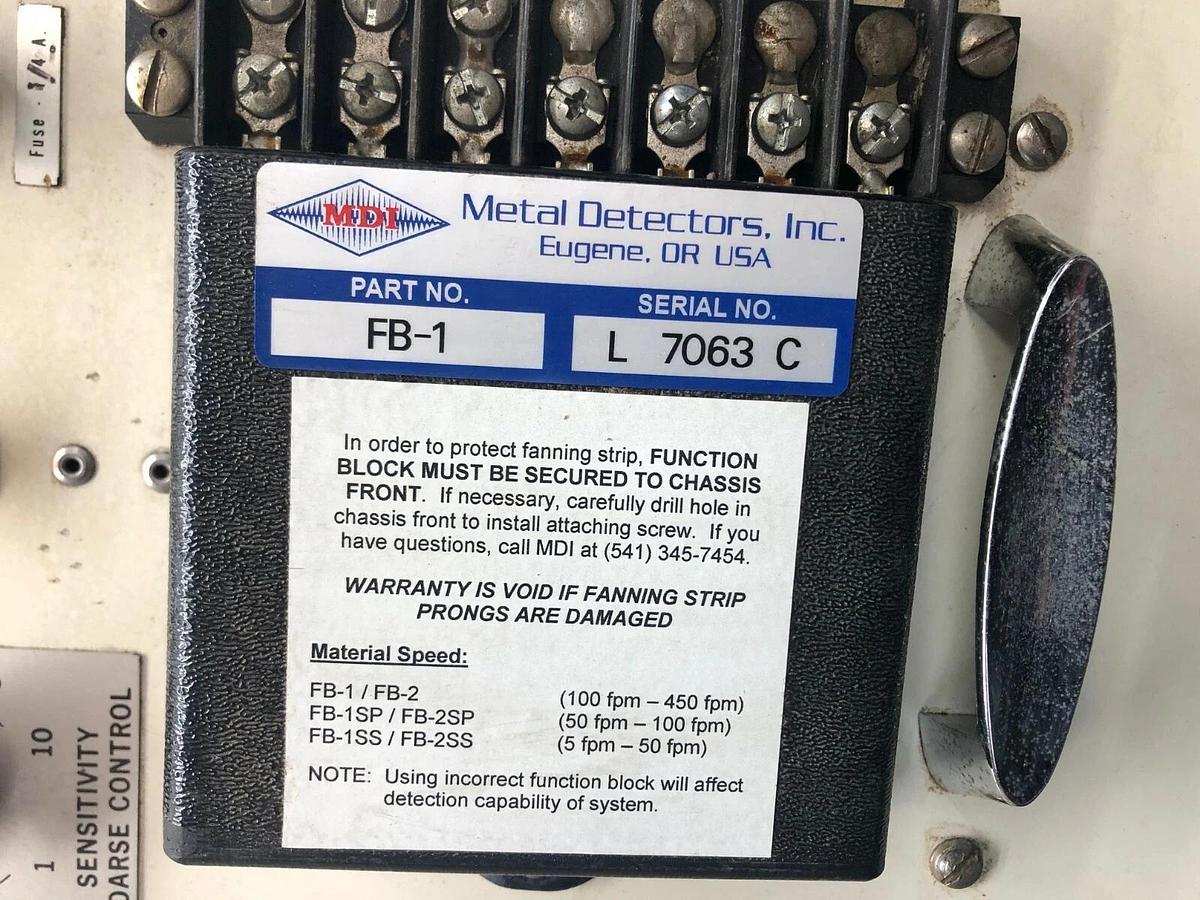 Fuse - 1/4 A.
MDI
Metal Detectors, Inc.
Eugene, OR USA
PART NO.
SERIAL NO.
FB-1
L 7063 C
In order to protect fanning strip, FUNCTION
BLOCK MUST BE SECURED TO CHASSIS
FRONT. If necessary, carefully drill hole in
chassis front to install attaching screw. If you
have questions, call MDI at (541) 345-7454.
WARRANTY IS VOID IF FANNING STRIP
PRONGS ARE DAMAGED
Material Speed:
FB-1 / FB-2 (100 fpm – 450 fpm)
FB-1SP / FB-2SP (50 fpm – 100 fpm)
FB-1SS / FB-2SS (5 fpm – 50 fpm)
NOTE: Using incorrect function block will affect
detection capability of system.
1 10
SENSITIVITY
COARSE CONTROL